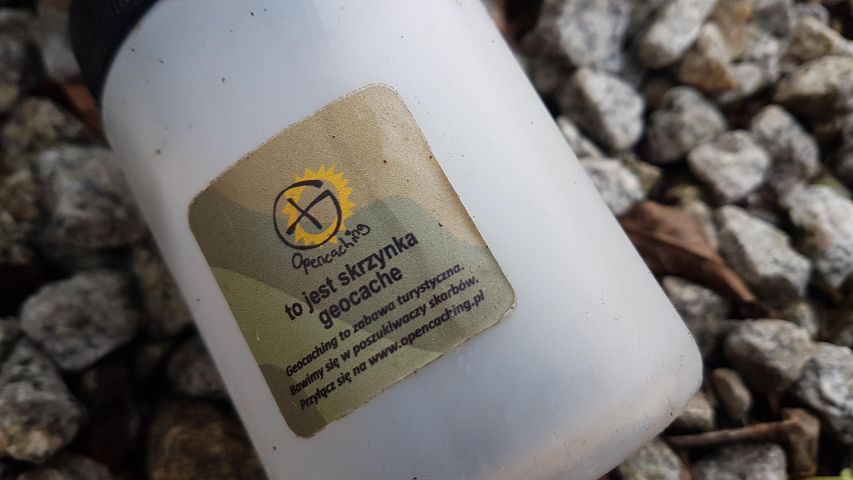 Opencaching
to jest skrzynka
geocache
Geocaching to zabawa turystyczna.
Bawimy się w poszukiwaczy skarbów.
Przyłącz się na www.opencaching.pl